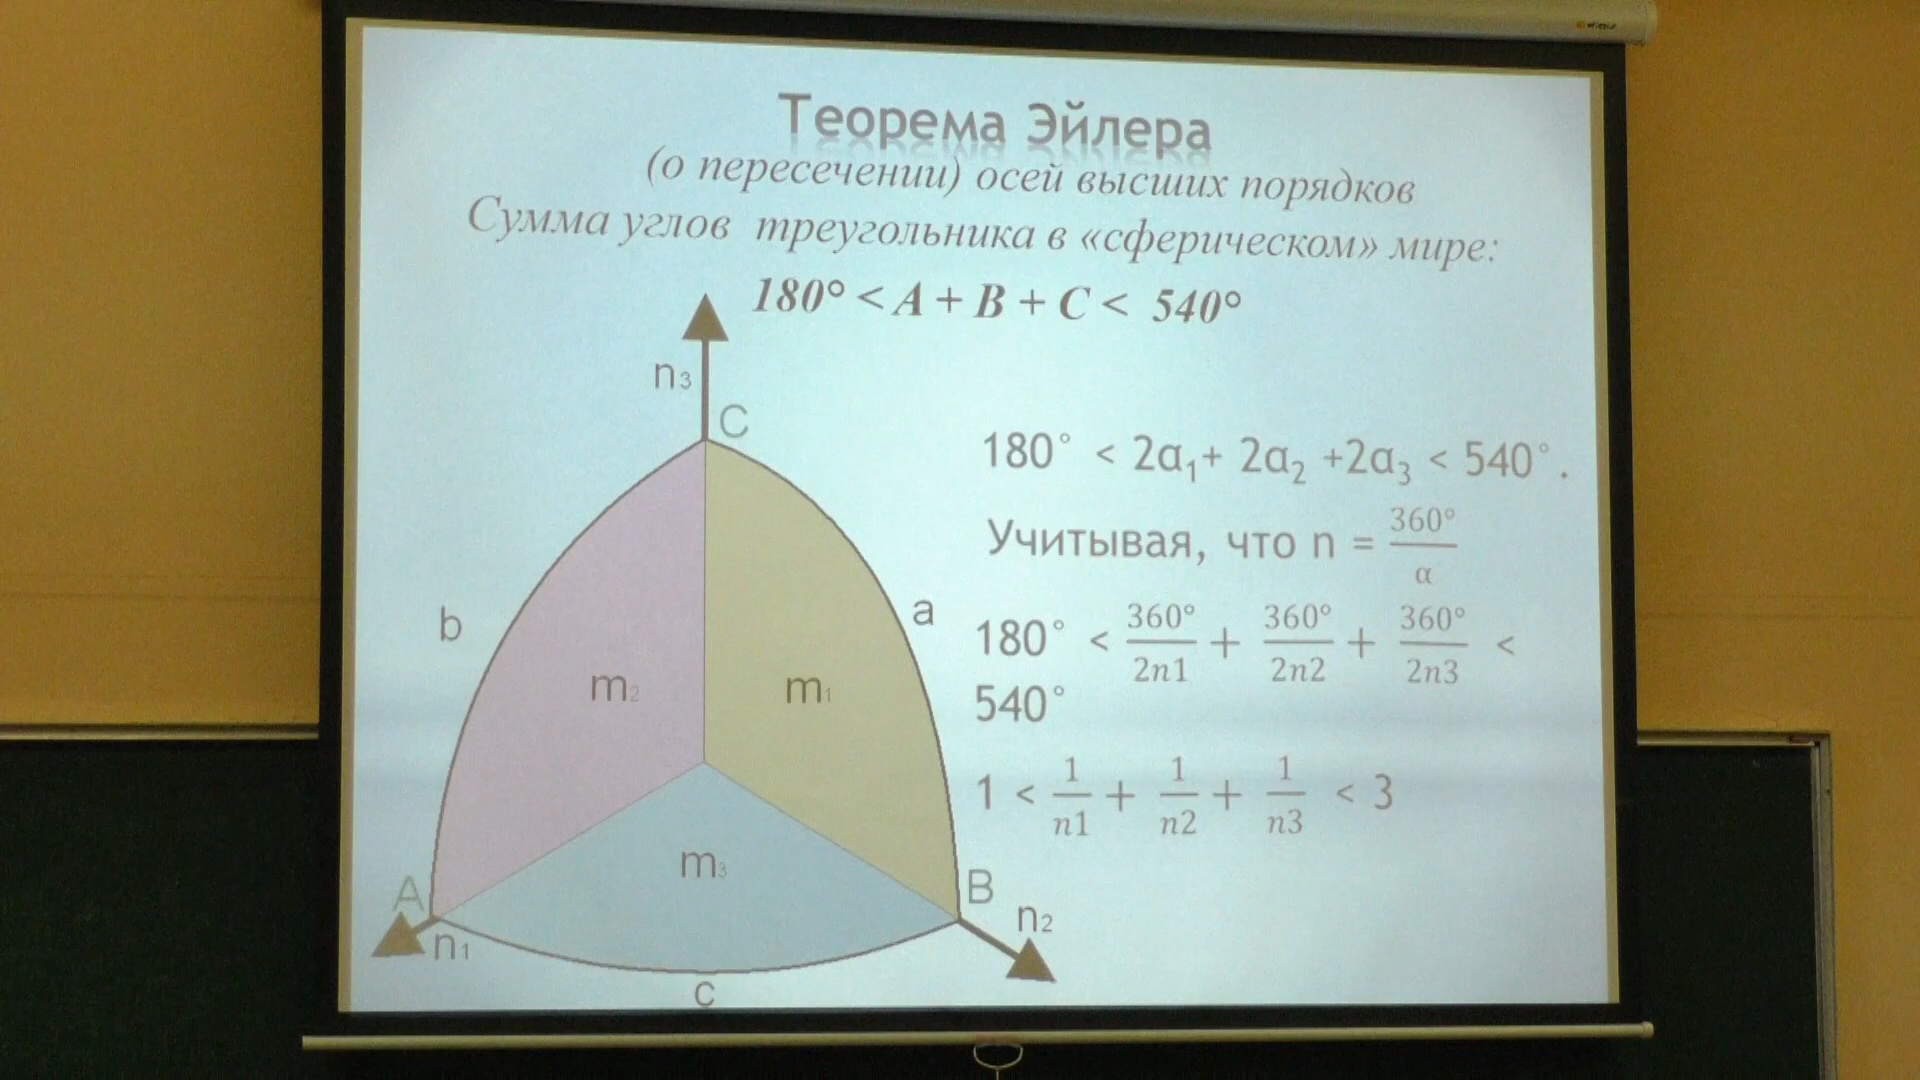 Теорема Эйлера
(о пересечении) осей высших порядков
Сумма углов треугольника в «сферическом» мире:
180° < A + B + C < 540°
n₃
C
180° < 2α₁+ 2α₂ +2α₃ < 540°.
Учитывая, что n = 360°/α
b
a
180° < 360°/2n1 + 360°/2n2 + 360°/2n3 <
540°
m₂
m₁
1 < 1/n1 + 1/n2 + 1/n3 < 3
m₃
A
B
n₁
n₂
c